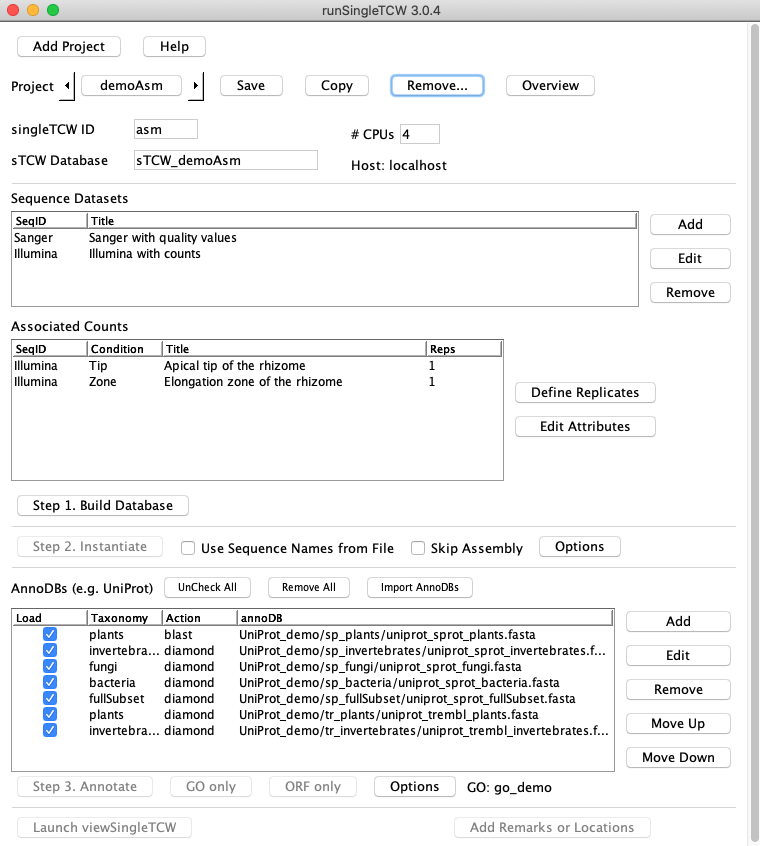 runSingleTCW 3.0.4
Add Project Help
Project demoAsm Save Copy Remove... Overview
singleTCW ID asm # CPUs 4
sTCW Database sTCW_demoAsm Host: localhost
Sequence Datasets
SeqID Title
Sanger Sanger with quality values
Illumina Illumina with counts
Add
Edit
Remove
Associated Counts
SeqID Condition Title Reps
Illumina Tip Apical tip of the rhizome 1
Illumina Zone Elongation zone of the rhizome 1
Define Replicates
Edit Attributes
Step 1. Build Database
Step 2. Instantiate Use Sequence Names from File Skip Assembly Options
AnnoDBs (e.g. UniProt) UnCheck All Remove All Import AnnoDBs
Load Taxonomy Action annoDB
plants blast UniProt_demo/sp_plants/uniprot_sprot_plants.fasta
invertebra... diamond UniProt_demo/sp_invertebrates/uniprot_sprot_invertebrates.f...
fungi diamond UniProt_demo/sp_fungi/uniprot_sprot_fungi.fasta
bacteria diamond UniProt_demo/sp_bacteria/uniprot_sprot_bacteria.fasta
fullSubset diamond UniProt_demo/sp_fullSubset/uniprot_sprot_fullSubset.fasta
plants diamond UniProt_demo/tr_plants/uniprot_trembl_plants.fasta
invertebra... diamond UniProt_demo/tr_invertebrates/uniprot_trembl_invertebrates.f...
Add
Edit
Remove
Move Up
Move Down
Step 3. Annotate GO only ORF only Options GO: go_demo
Launch viewSingleTCW Add Remarks or Locations